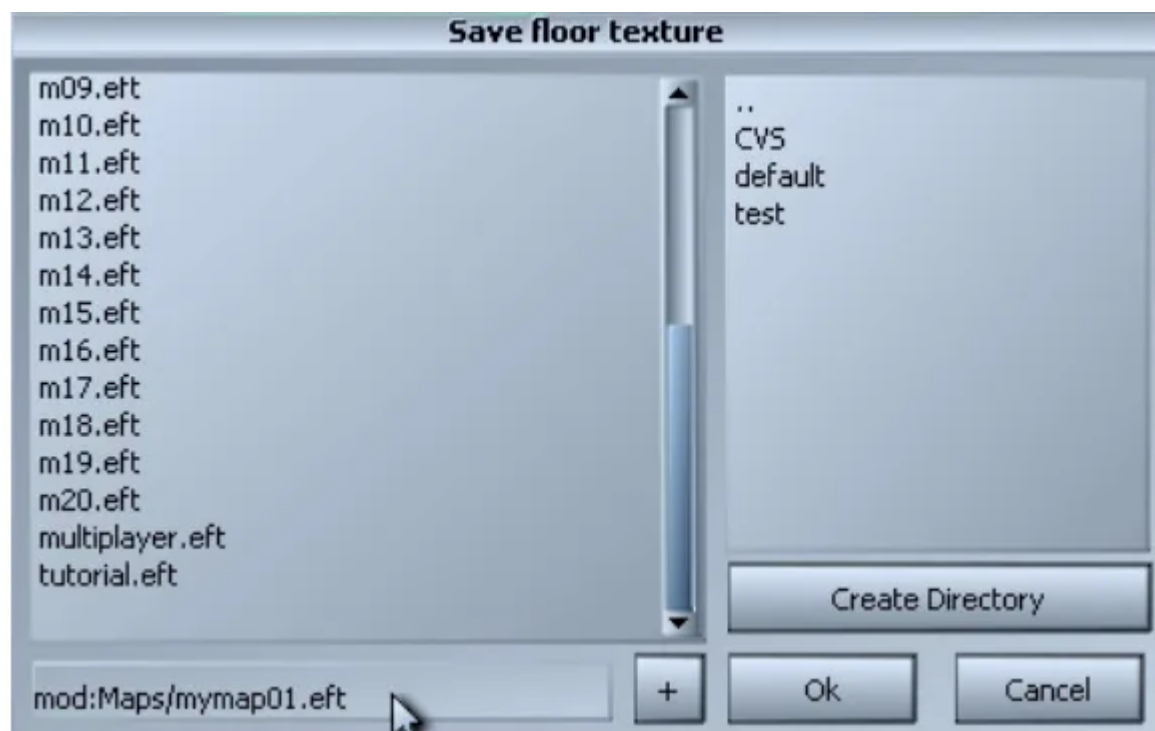 Save floor texture
m09.eft
m10.eft
m11.eft
m12.eft
m13.eft
m14.eft
m15.eft
m16.eft
m17.eft
m18.eft
m19.eft
m20.eft
multiplayer.eft
tutorial.eft
..
CVS
default
test
Create Directory
mod:Maps/mymap01.eft
+
Ok
Cancel